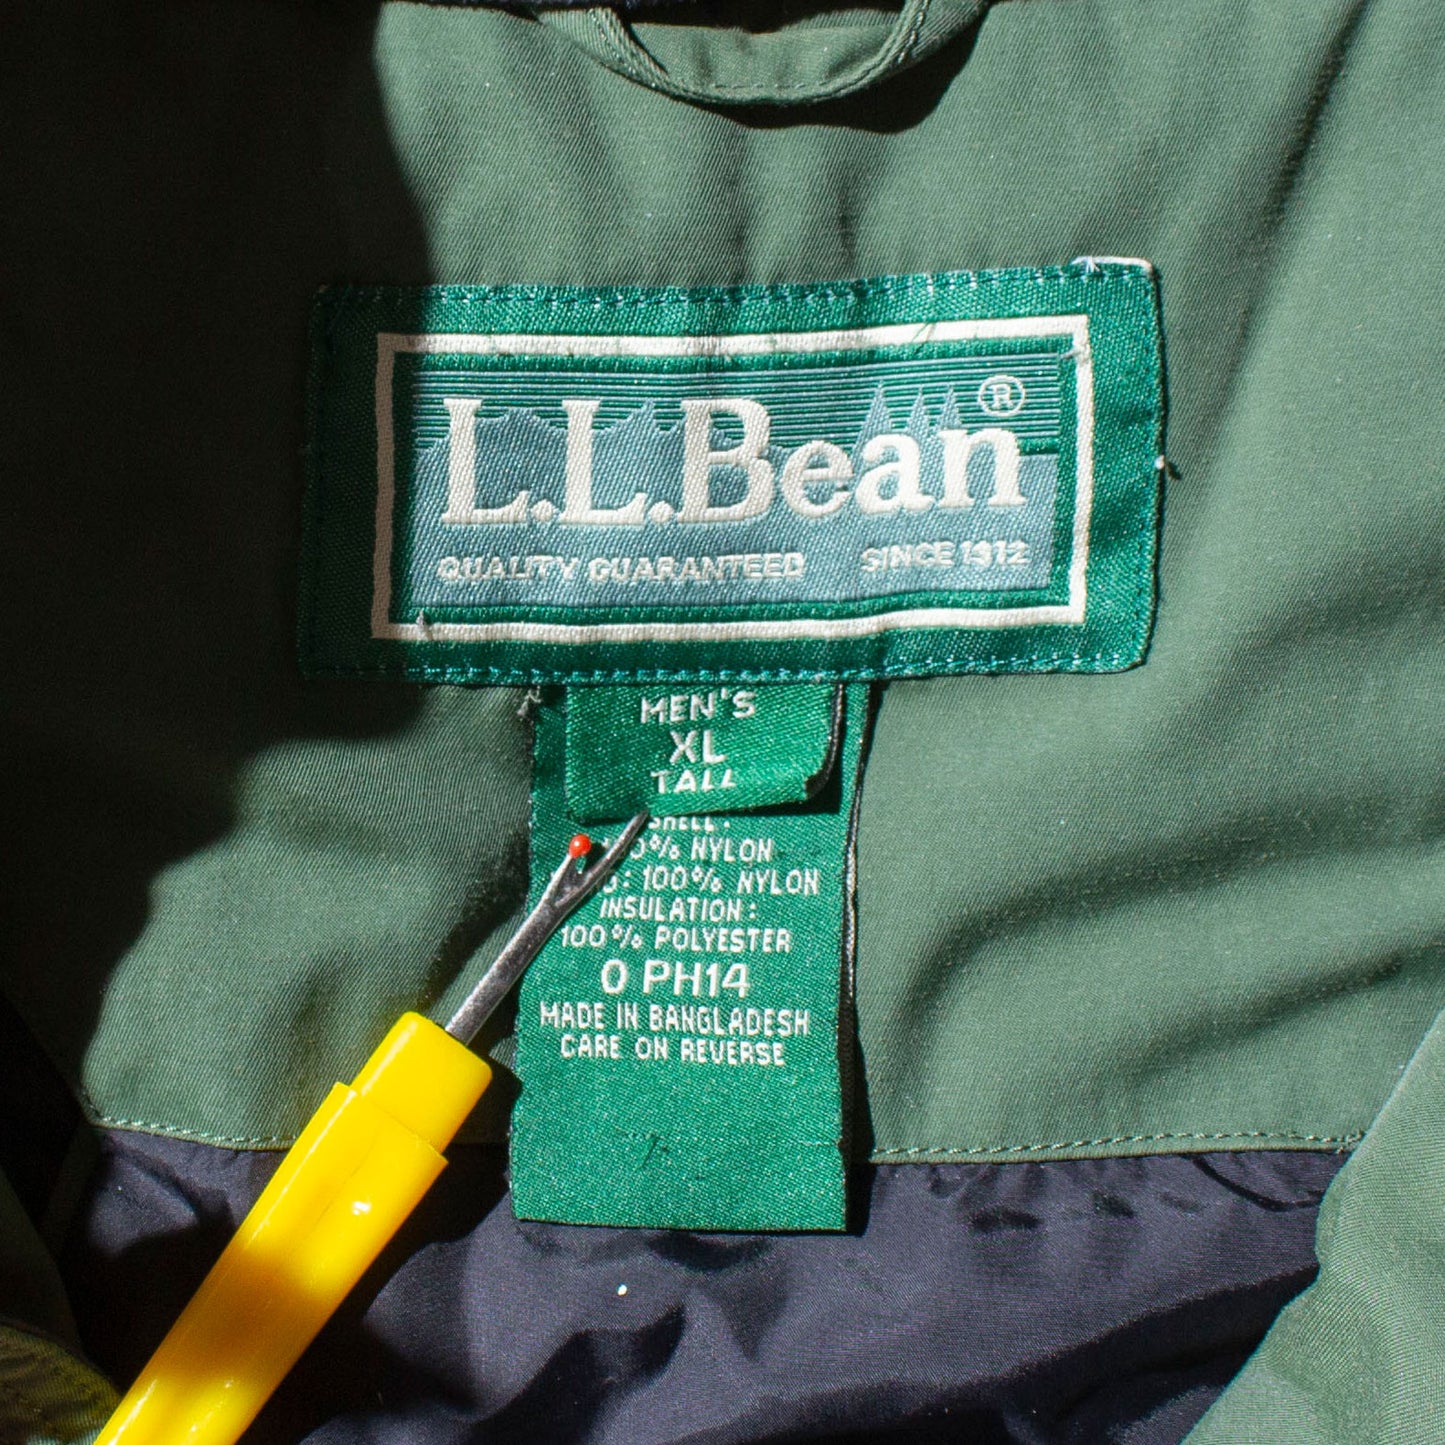 L.L.Bean®
QUALITY GUARANTEED SINCE 1912
MEN'S
XL
TALL
SHELL:
NYLON
: 100% NYLON
INSULATION:
100% POLYESTER
0 PH14
MADE IN BANGLADESH
CARE ON REVERSE